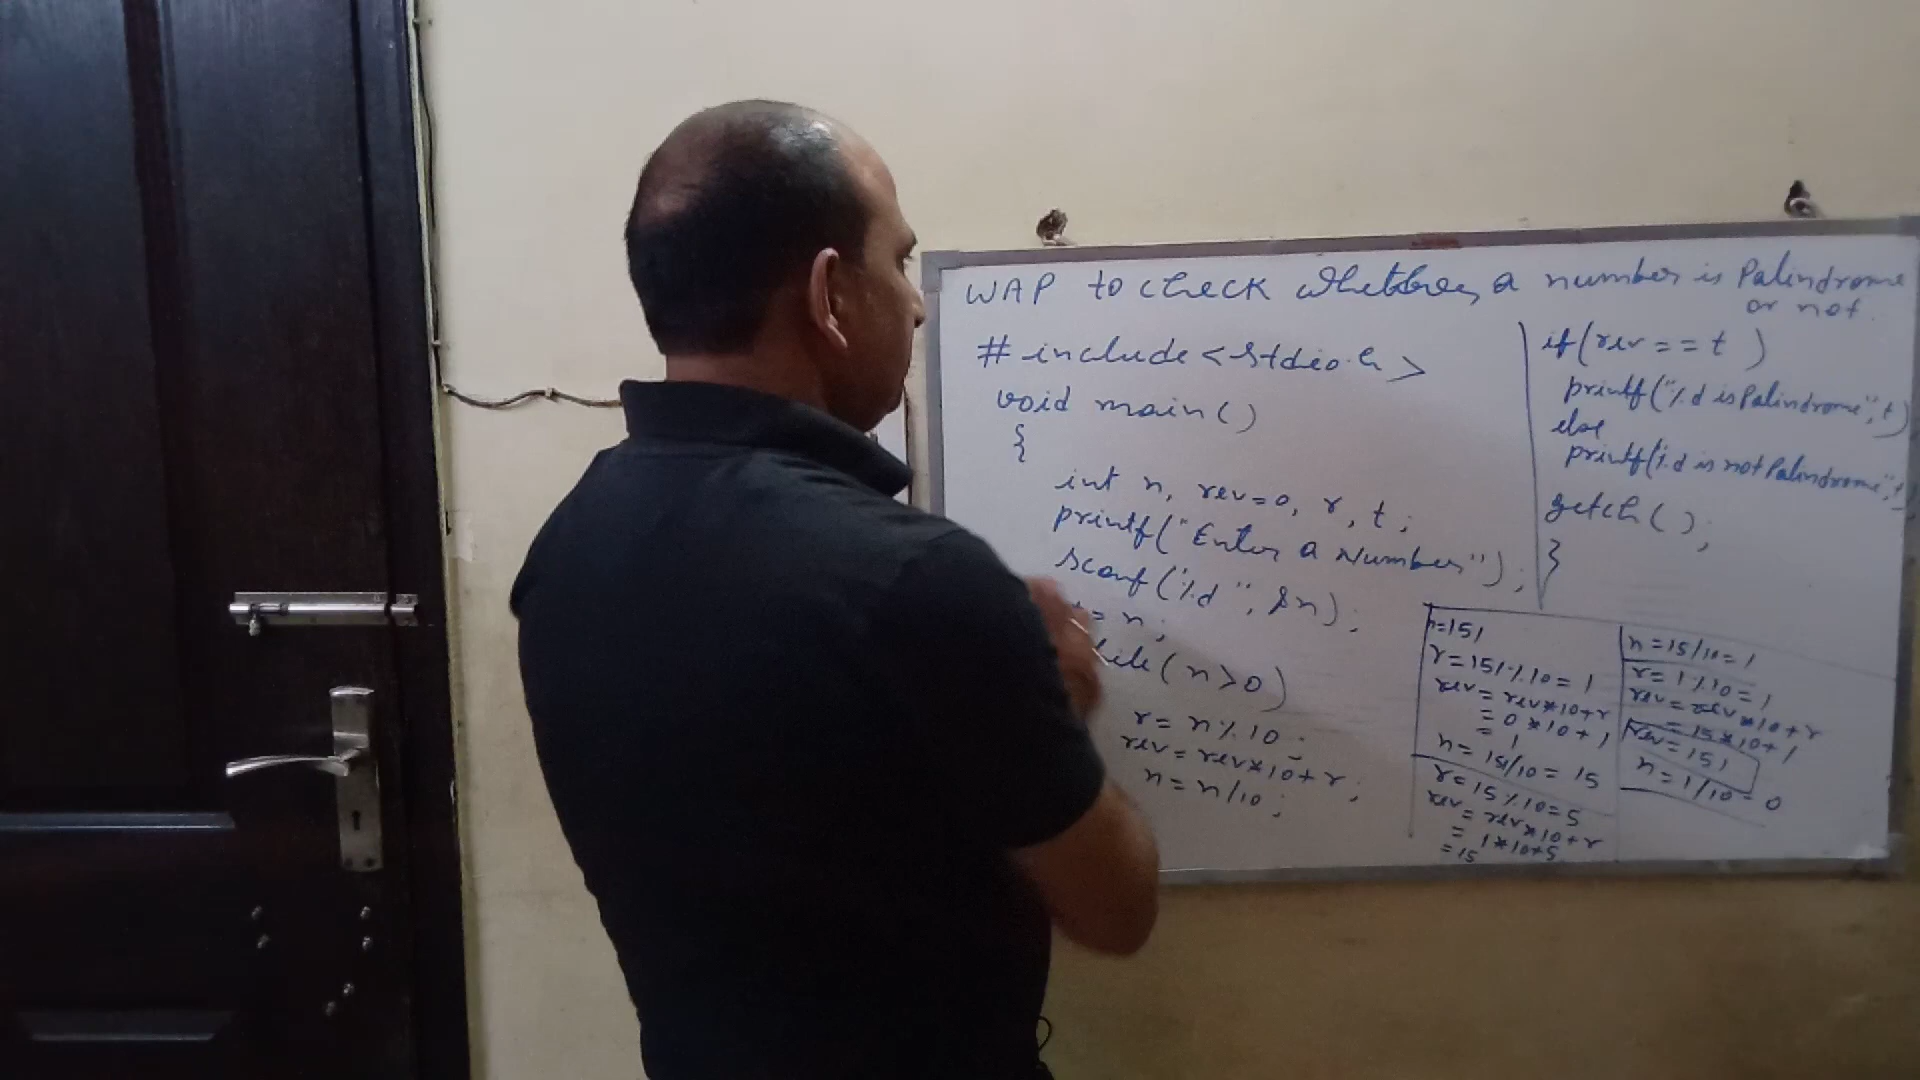 WAP to check whether a number is Palindrome
or not.
#include<stdio.h>
void main()
{
int n, rev=0, r, t;
printf("Enter a Number");
scanf("%d", &n);
= n;
(n>0)
r = n%10
rev = rev*10+r;
n = n/10;
if(rev==t)
printf("%d is Palindrome",t)
else
printf("%d is not Palindrome",t
getch();
}
n=151
r=151%10=1
rev=rev*10+r
=0*10+1
=1
n=151/10=15
r=15%10=5
rev=rev*10+r
=1*10+5
=15
n=15/10=1
r=1%10=1
rev=rev*10+r
=15*10+1
rev=151
n=1/10=0